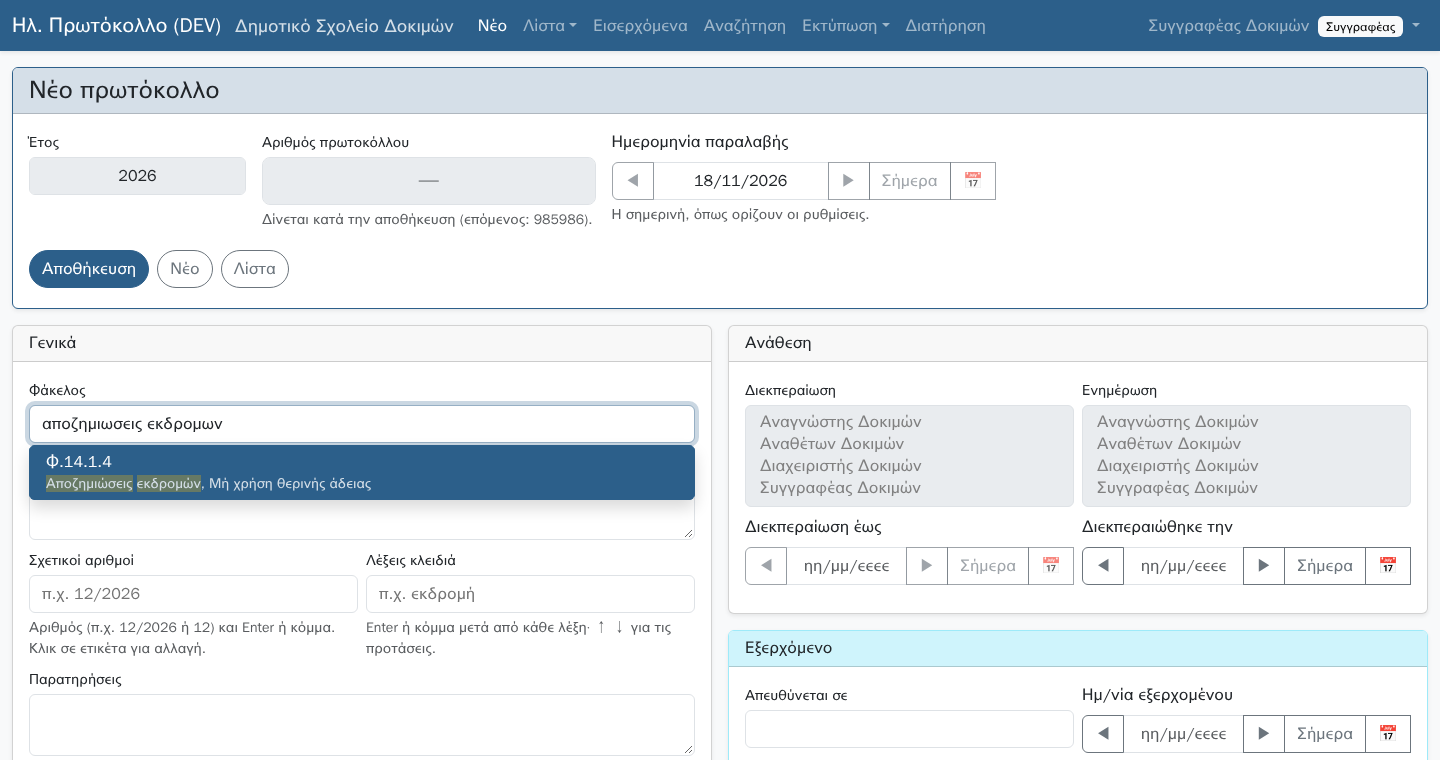 Ηλ. Πρωτόκολλο (DEV) Δημοτικό Σχολείο Δοκιμών Νέο Λίστα Εισερχόμενα Αναζήτηση Εκτύπωση Διατήρηση Συγγραφέας Δοκιμών Συγγραφέας
Νέο πρωτόκολλο
Έτος Αριθμός πρωτοκόλλου Ημερομηνία παραλαβής
2026 — ◀ 18/11/2026 ▶ Σήμερα
Δίνεται κατά την αποθήκευση (επόμενος: 985986). Η σημερινή, όπως ορίζουν οι ρυθμίσεις.
Αποθήκευση Νέο Λίστα
Γενικά
Φάκελος
αποζημιωσεις εκδρομων
Φ.14.1.4
Αποζημιώσεις εκδρομών, Μή χρήση θερινής άδειας
Σχετικοί αριθμοί Λέξεις κλειδιά
π.χ. 12/2026 π.χ. εκδρομή
Αριθμός (π.χ. 12/2026 ή 12) και Enter ή κόμμα. Κλικ σε ετικέτα για αλλαγή.
Enter ή κόμμα μετά από κάθε λέξη· ↑ ↓ για τις προτάσεις.
Παρατηρήσεις
Ανάθεση
Διεκπεραίωση Ενημέρωση
Αναγνώστης Δοκιμών Αναγνώστης Δοκιμών
Αναθέτων Δοκιμών Αναθέτων Δοκιμών
Διαχειριστής Δοκιμών Διαχειριστής Δοκιμών
Συγγραφέας Δοκιμών Συγγραφέας Δοκιμών
Διεκπεραίωση έως Διεκπεραιώθηκε την
◀ ηη/μμ/εεεε ▶ Σήμερα ◀ ηη/μμ/εεεε ▶ Σήμερα
Εξερχόμενο
Απευθύνεται σε Ημ/νία εξερχομένου
◀ ηη/μμ/εεεε ▶ Σήμερα